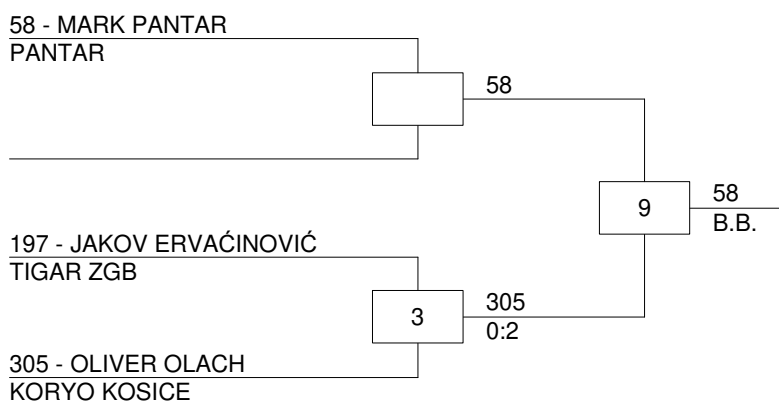 58 - MARK PANTAR
PANTAR
58
9
58
B.B.
197 - JAKOV ERVAĆINOVIĆ
TIGAR ZGB
3
305
0:2
305 - OLIVER OLACH
KORYO KOSICE